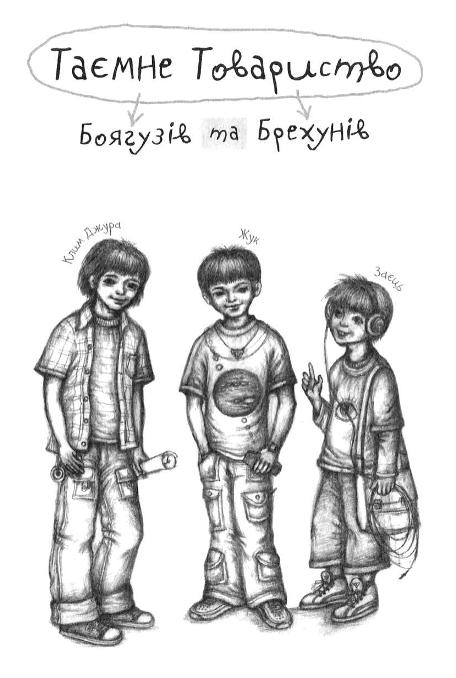 Таємне Товариство
Боягузів та Брехунів
Клим Джура
Жук
Заєць